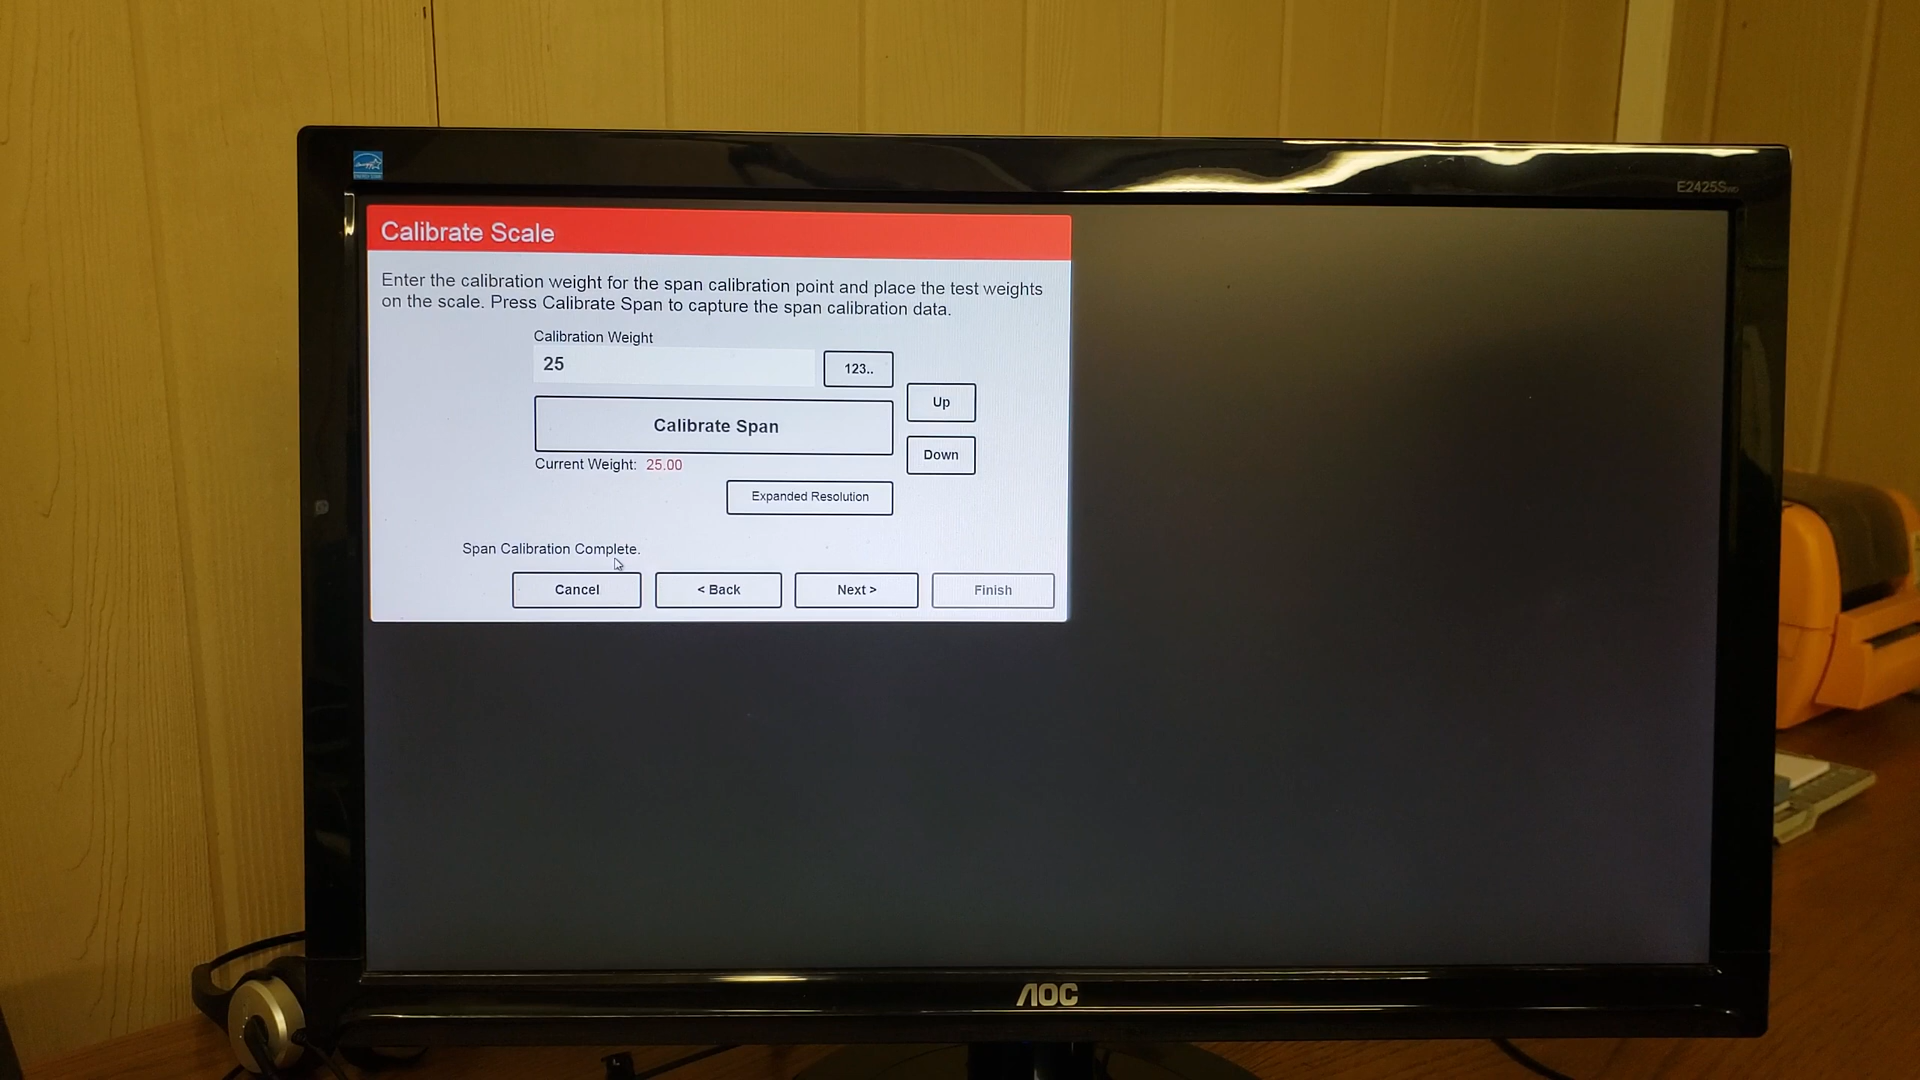 E2425Swd
Calibrate Scale
Enter the calibration weight for the span calibration point and place the test weights
on the scale. Press Calibrate Span to capture the span calibration data.
Calibration Weight
25
123..
Up
Calibrate Span
Down
Current Weight: 25.00
Expanded Resolution
Span Calibration Complete.
Cancel
< Back
Next >
Finish
AOC